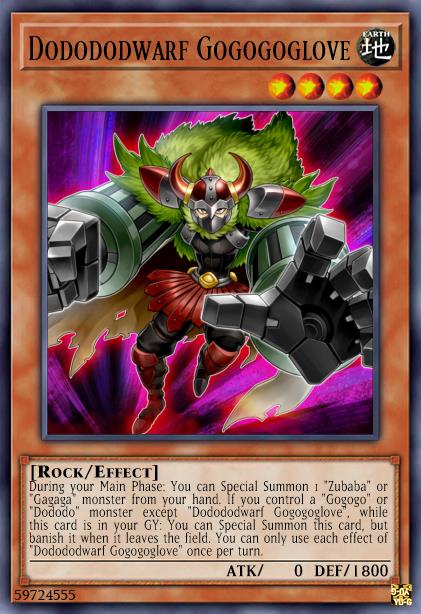 Dodododwarf Gogogoglove
EARTH
地
[Rock/Effect]
During your Main Phase: You can Special Summon 1 "Zubaba" or
"Gagaga" monster from your hand. If you control a "Gogogo" or
"Dododo" monster except "Dodododwarf Gogogoglove", while
this card is in your GY: You can Special Summon this card, but
banish it when it leaves the field. You can only use each effect of
"Dodododwarf Gogogoglove" once per turn.
ATK/ 0 DEF/1800
59724555